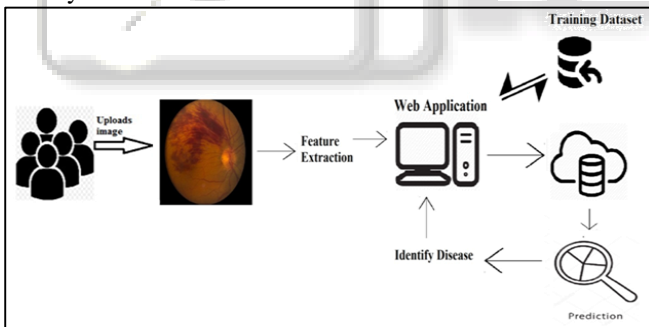 Training Dataset
Web Application
Uploads
image
Feature
Extraction
Identify Disease
Prediction